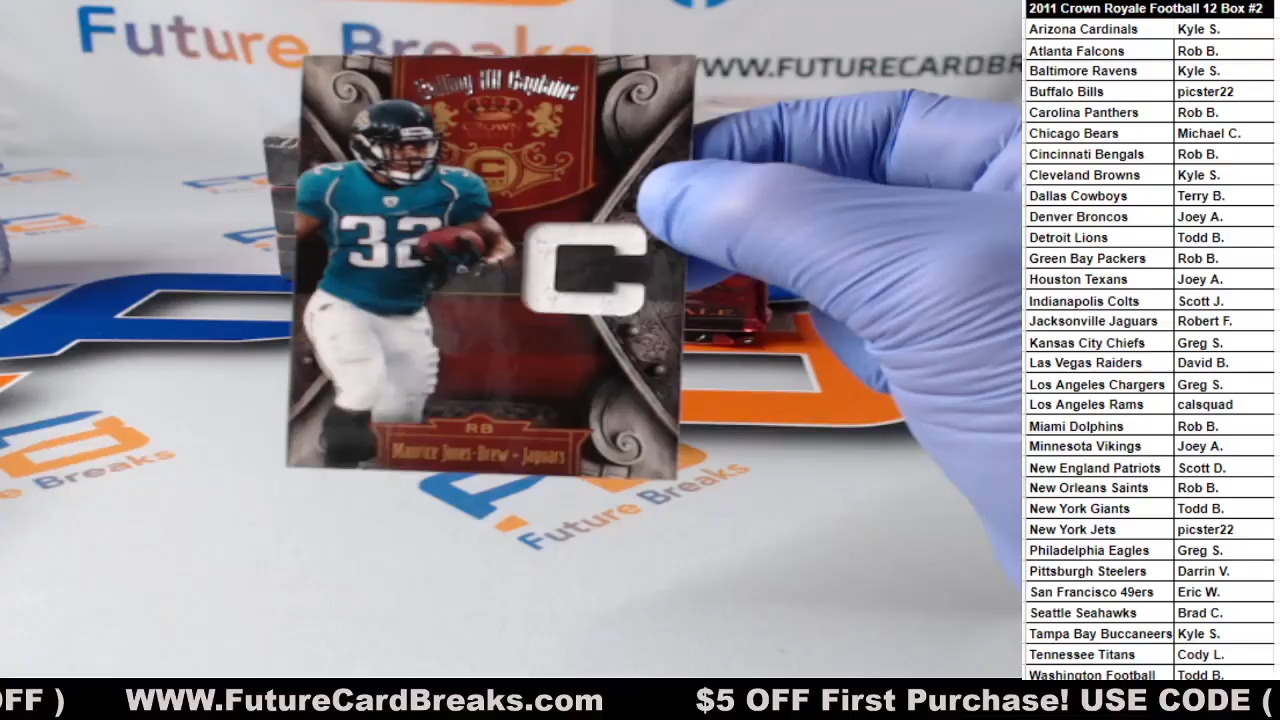 Future Breaks
WWW.FUTURECARDBR
Calling All Captains
CROWN
C
32
C
RB
Maurice Jones-Drew - Jaguars
Future Breaks
Breaks
2011 Crown Royale Football 12 Box #2
Arizona Cardinals Kyle S.
Atlanta Falcons Rob B.
Baltimore Ravens Kyle S.
Buffalo Bills picster22
Carolina Panthers Rob B.
Chicago Bears Michael C.
Cincinnati Bengals Rob B.
Cleveland Browns Kyle S.
Dallas Cowboys Terry B.
Denver Broncos Joey A.
Detroit Lions Todd B.
Green Bay Packers Rob B.
Houston Texans Joey A.
Indianapolis Colts Scott J.
Jacksonville Jaguars Robert F.
Kansas City Chiefs Greg S.
Las Vegas Raiders David B.
Los Angeles Chargers Greg S.
Los Angeles Rams calsquad
Miami Dolphins Rob B.
Minnesota Vikings Joey A.
New England Patriots Scott D.
New Orleans Saints Rob B.
New York Giants Todd B.
New York Jets picster22
Philadelphia Eagles Greg S.
Pittsburgh Steelers Darrin V.
San Francisco 49ers Eric W.
Seattle Seahawks Brad C.
Tampa Bay Buccaneers Kyle S.
Tennessee Titans Cody L.
Washington Football Todd B.
OFF ) WWW.FutureCardBreaks.com $5 OFF First Purchase! USE CODE (